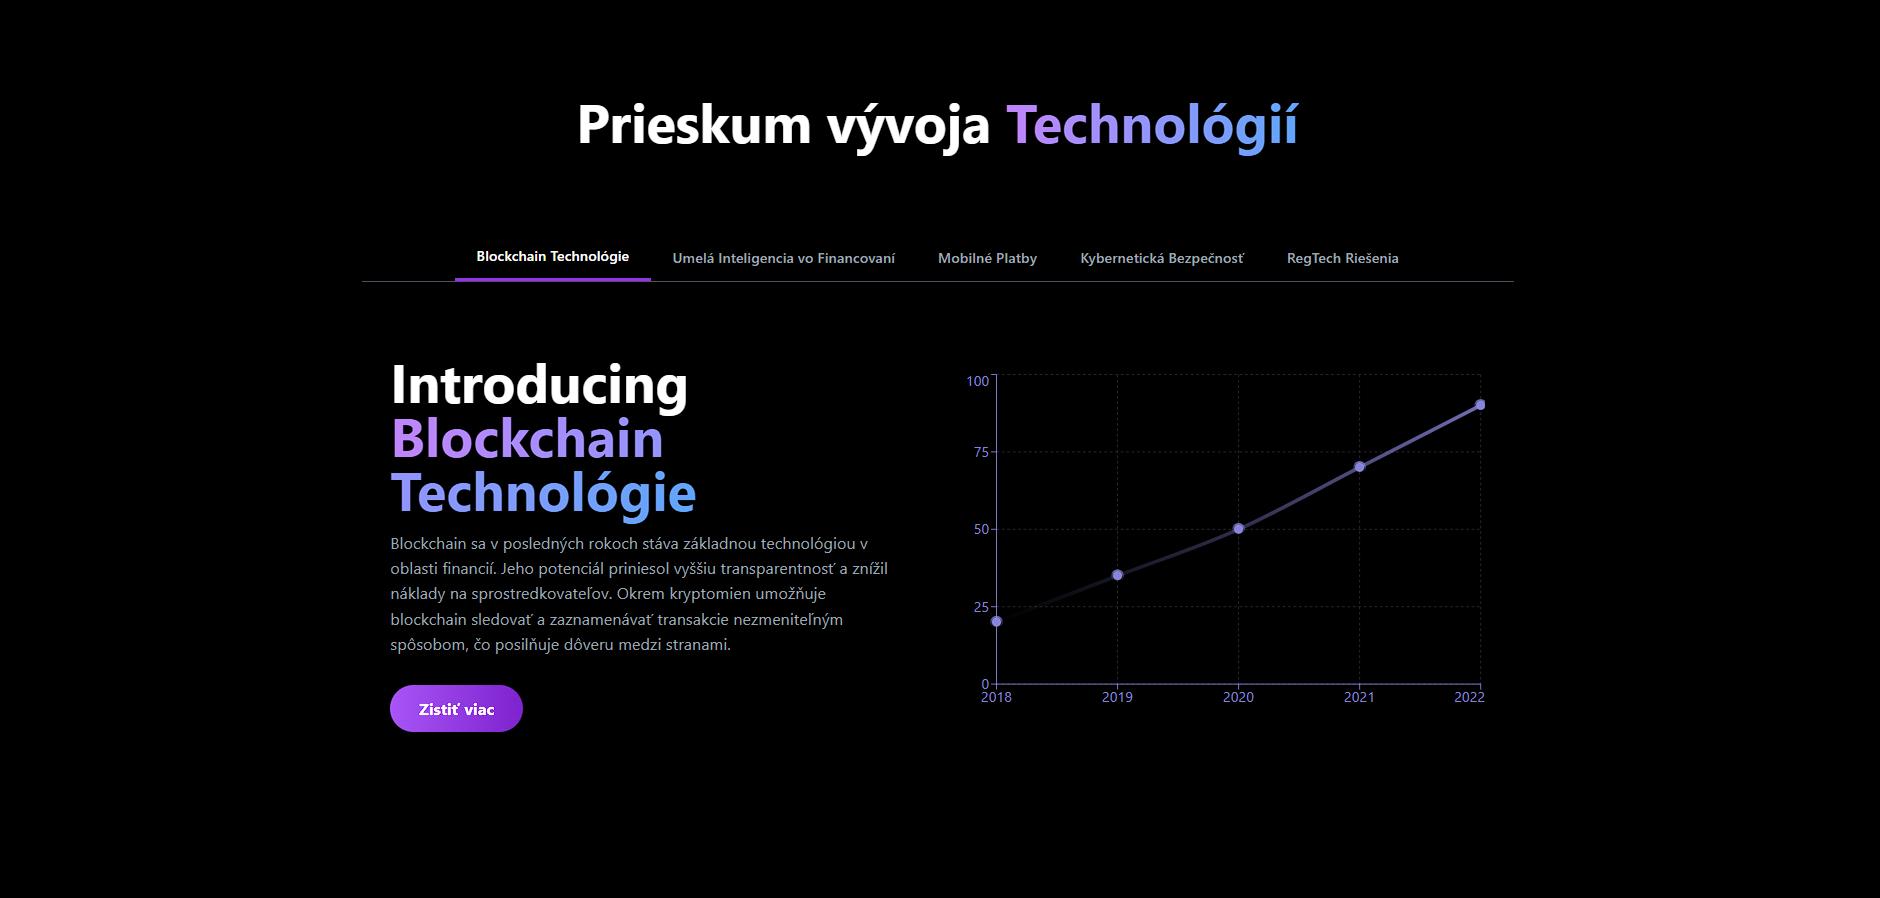 Prieskum vývoja Technológií
Blockchain Technológie
Umelá Inteligencia vo Financovaní
Mobilné Platby
Kybernetická Bezpečnosť
RegTech Riešenia
Introducing
Blockchain
Technológie
Blockchain sa v posledných rokoch stáva základnou technológiou v
oblasti financií. Jeho potenciál priniesol vyššiu transparentnosť a znížil
náklady na sprostredkovateľov. Okrem kryptomien umožňuje
blockchain sledovať a zaznamenávať transakcie nezmeniteľným
spôsobom, čo posilňuje dôveru medzi stranami.
Zistiť viac
100
75
50
25
0
2018
2019
2020
2021
2022